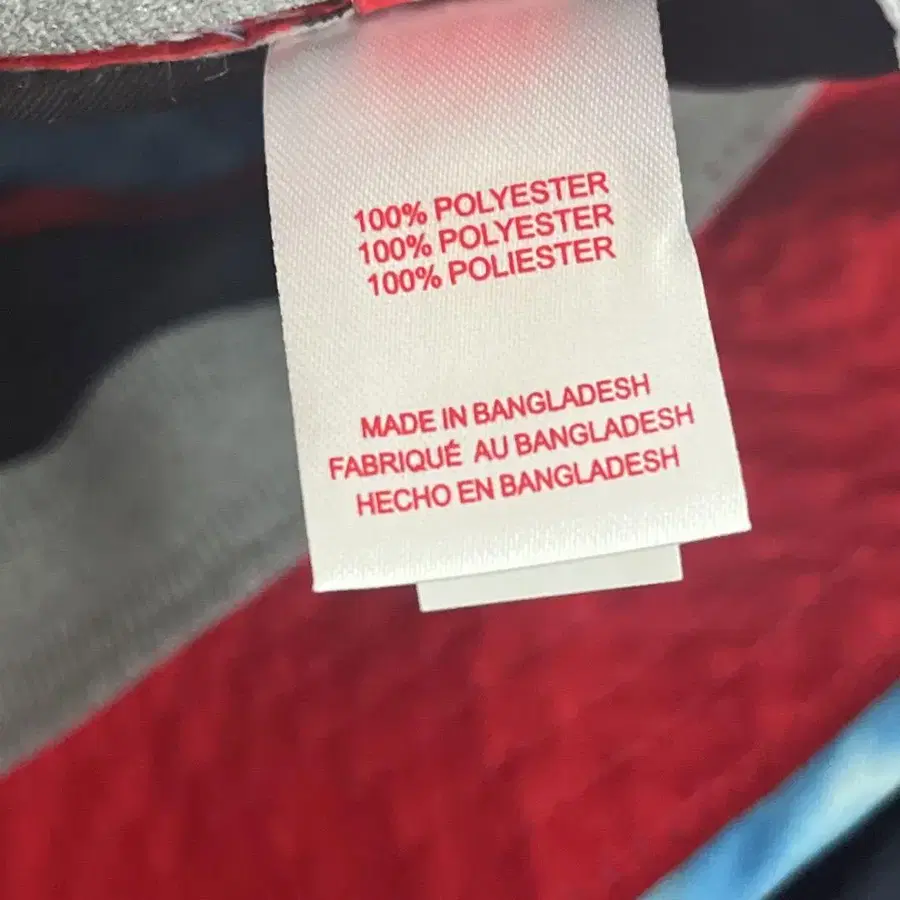 100% POLYESTER
100% POLYESTER
100% POLIESTER
MADE IN BANGLADESH
FABRIQUÉ AU BANGLADESH
HECHO EN BANGLADESH